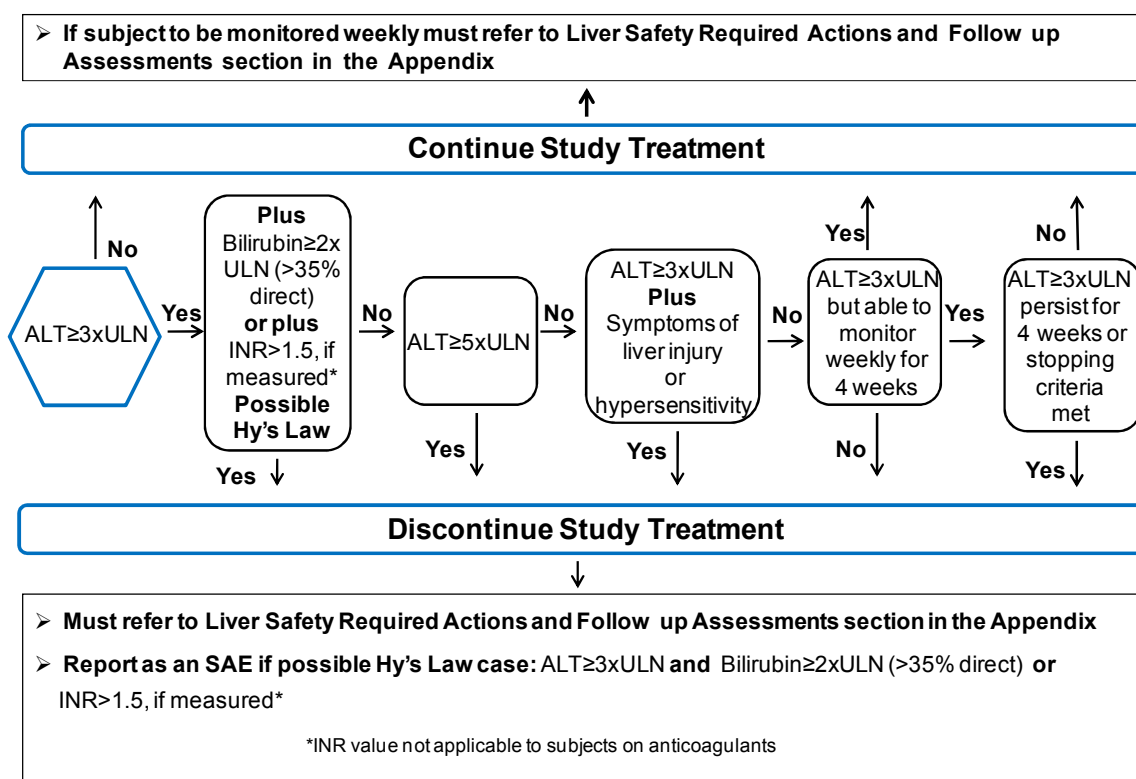 ➢ If subject to be monitored weekly must refer to Liver Safety Required Actions and Follow up
Assessments section in the Appendix
Continue Study Treatment
No
ALT≥3xULN
Yes
Plus
Bilirubin≥2x
ULN (>35%
direct)
or plus
INR>1.5, if
measured*
Possible
Hy's Law
Yes
No
ALT≥5xULN
Yes
No
ALT≥3xULN
Plus
Symptoms of
liver injury
or
hypersensitivity
Yes
No
Yes
ALT≥3xULN
but able to
monitor
weekly for
4 weeks
No
Yes
No
ALT≥3xULN
persist for
4 weeks or
stopping
criteria
met
Yes
Discontinue Study Treatment
➢ Must refer to Liver Safety Required Actions and Follow up Assessments section in the Appendix
➢ Report as an SAE if possible Hy's Law case: ALT≥3xULN and Bilirubin≥2xULN (>35% direct) or
INR>1.5, if measured*
*INR value not applicable to subjects on anticoagulants